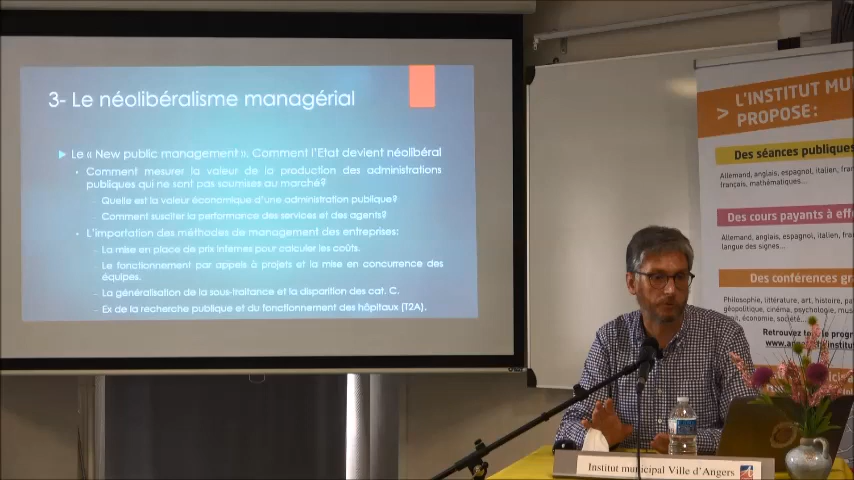 3- Le néolibéralisme managérial
Le « New public management ». Comment l'Etat devient néolibéral
Comment mesurer la valeur de la production des administrations
publiques qui ne sont pas soumises au marché?
Quelle est la valeur économique d'une administration publique?
Comment susciter la performance des services et des agents?
L'importation des méthodes de management des entreprises:
La mise en place de prix internes pour calculer les coûts.
Le fonctionnement par appels à projets et la mise en concurrence des
équipes.
La généralisation de la sous-traitance et la disparition des cat. C.
Ex de la recherche publique et du fonctionnement des hôpitaux (T2A).
> L'INSTITUT MU
PROPOSE :
Des séances publiques
Allemand, anglais, espagnol, italien, fran
français, mathématiques...
Des cours payants à eff
Allemand, anglais, espagnol, italien, fra
langue des signes...
Des conférences gra
Philosophie, littérature, art, histoire, pa
géopolitique, cinéma, psychologie, mus
droit, économie, société...
Retrouvez le progr
www.
Institut municipal Ville d'Angers